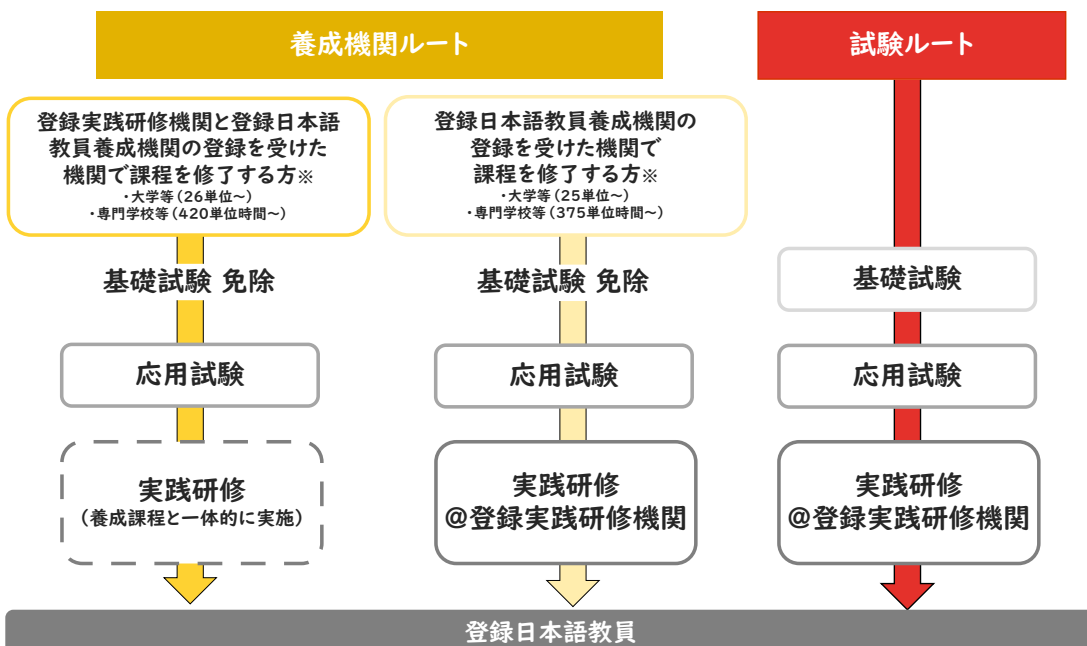 養成機関ルート
登録実践研修機関と登録日本語
教員養成機関の登録を受けた
機関で課程を修了する方※
・大学等(26単位~)
・専門学校等(420単位時間~)
基礎試験 免除
応用試験
実践研修
(養成課程と一体的に実施)
登録日本語教員養成機関の
登録を受けた機関で
課程を修了する方※
・大学等(25単位~)
・専門学校等(375単位時間~)
基礎試験 免除
応用試験
実践研修
@登録実践研修機関
試験ルート
基礎試験
応用試験
実践研修
@登録実践研修機関
登録日本語教員